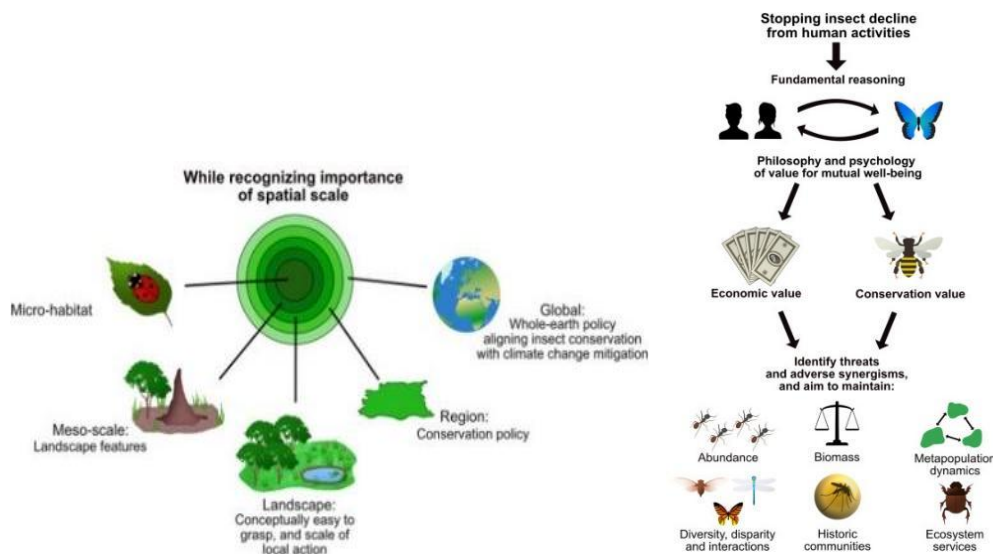 While recognizing importance
of spatial scale
Micro-habitat
Global:
Whole-earth policy
aligning insect conservation
with climate change mitigation
Meso-scale:
Landscape features
Region:
Conservation policy
Landscape:
Conceptually easy to
grasp, and scale of
local action
Stopping insect decline
from human activities
Fundamental reasoning
Philosophy and psychology
of value for mutual well-being
Economic value
Conservation value
Identify threats
and adverse synergisms,
and aim to maintain:
Abundance
Biomass
Metapopulation
dynamics
Diversity, disparity
and interactions
Historic
communities
Ecosystem
services